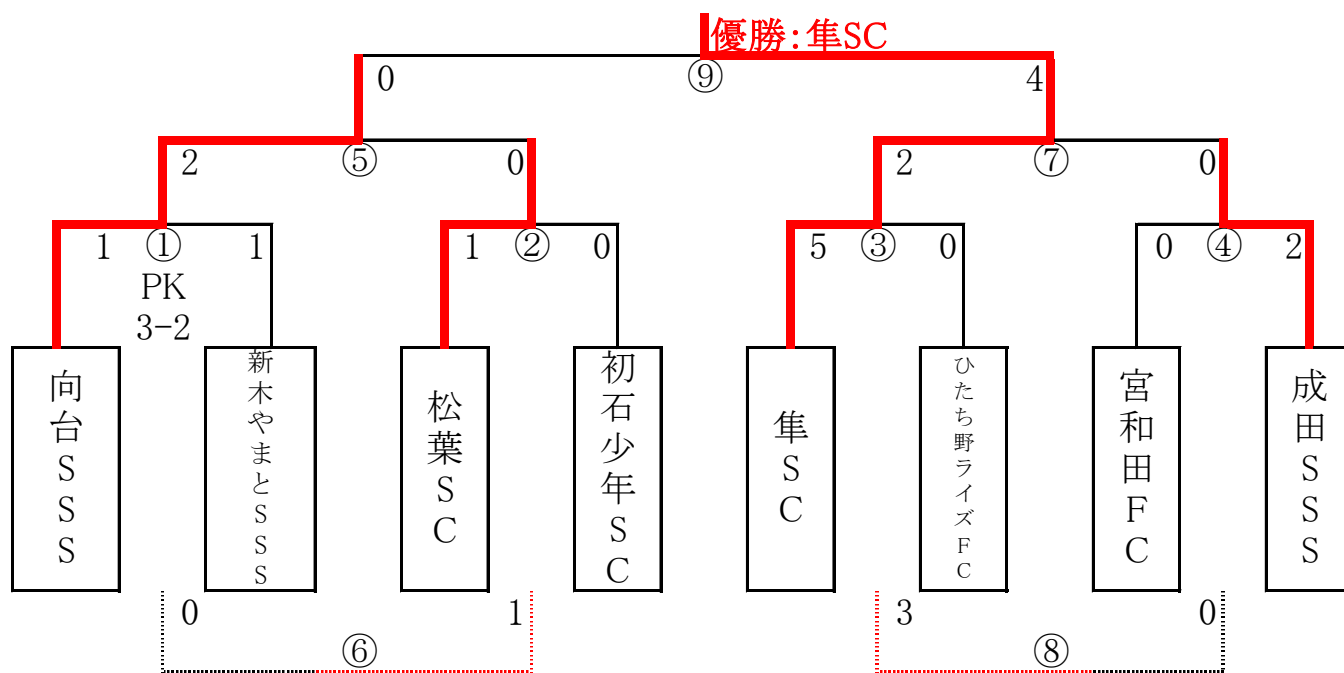 優勝:隼SC
0 ⑨ 4
2 ⑤ 0 2 ⑦ 0
1 ① 1 1 ② 0 5 ③ 0 0 ④ 2
PK
3-2
向台SSS
新木やまとSSS
松葉SC
初石少年SC
隼SC
ひたち野ライズFC
宮和田FC
成田SSS
0 1 3 0
⑥ ⑧